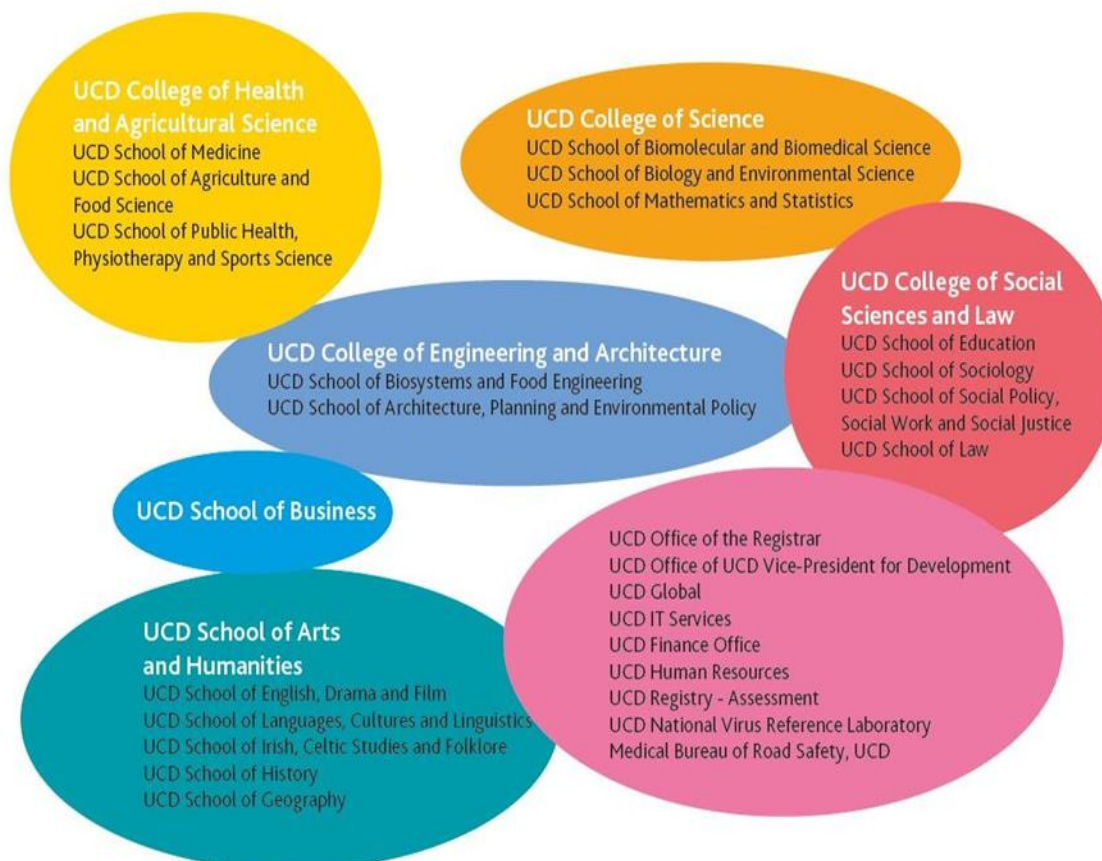 UCD College of Health
and Agricultural Science
UCD School of Medicine
UCD School of Agriculture and
Food Science
UCD School of Public Health,
Physiotherapy and Sports Science
UCD College of Science
UCD School of Biomolecular and Biomedical Science
UCD School of Biology and Environmental Science
UCD School of Mathematics and Statistics
UCD College of Social
Sciences and Law
UCD School of Education
UCD School of Sociology
UCD School of Social Policy,
Social Work and Social Justice
UCD School of Law
UCD College of Engineering and Architecture
UCD School of Biosystems and Food Engineering
UCD School of Architecture, Planning and Environmental Policy
UCD School of Business
UCD Office of the Registrar
UCD Office of UCD Vice-President for Development
UCD Global
UCD IT Services
UCD Finance Office
UCD Human Resources
UCD Registry - Assessment
UCD National Virus Reference Laboratory
Medical Bureau of Road Safety, UCD
UCD School of Arts
and Humanities
UCD School of English, Drama and Film
UCD School of Languages, Cultures and Linguistics
UCD School of Irish, Celtic Studies and Folklore
UCD School of History
UCD School of Geography